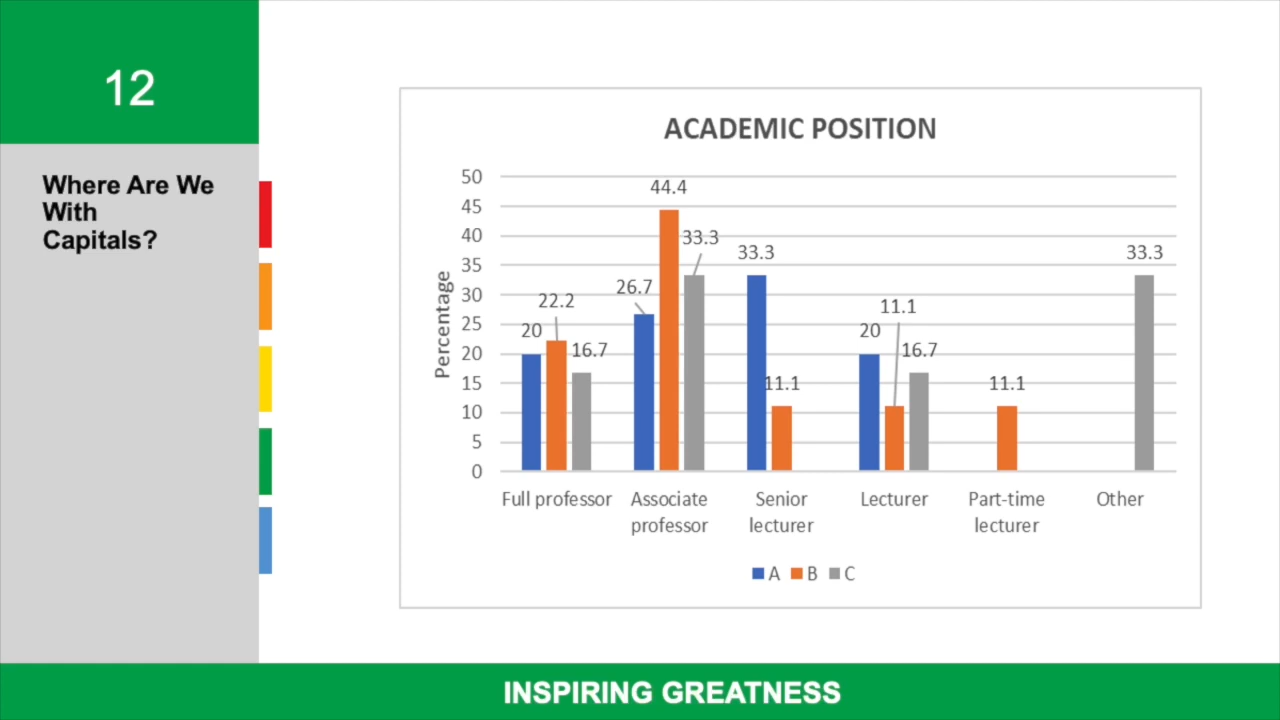 12
Where Are We
With
Capitals?
ACADEMIC POSITION
Percentage
50
45
40
35
30
25
20
15
10
5
0
20
22.2
16.7
26.7
44.4
33.3
33.3
11.1
20
11.1
16.7
11.1
33.3
Full professor
Associate
professor
Senior
lecturer
Lecturer
Part-time
lecturer
Other
A B C
INSPIRING GREATNESS